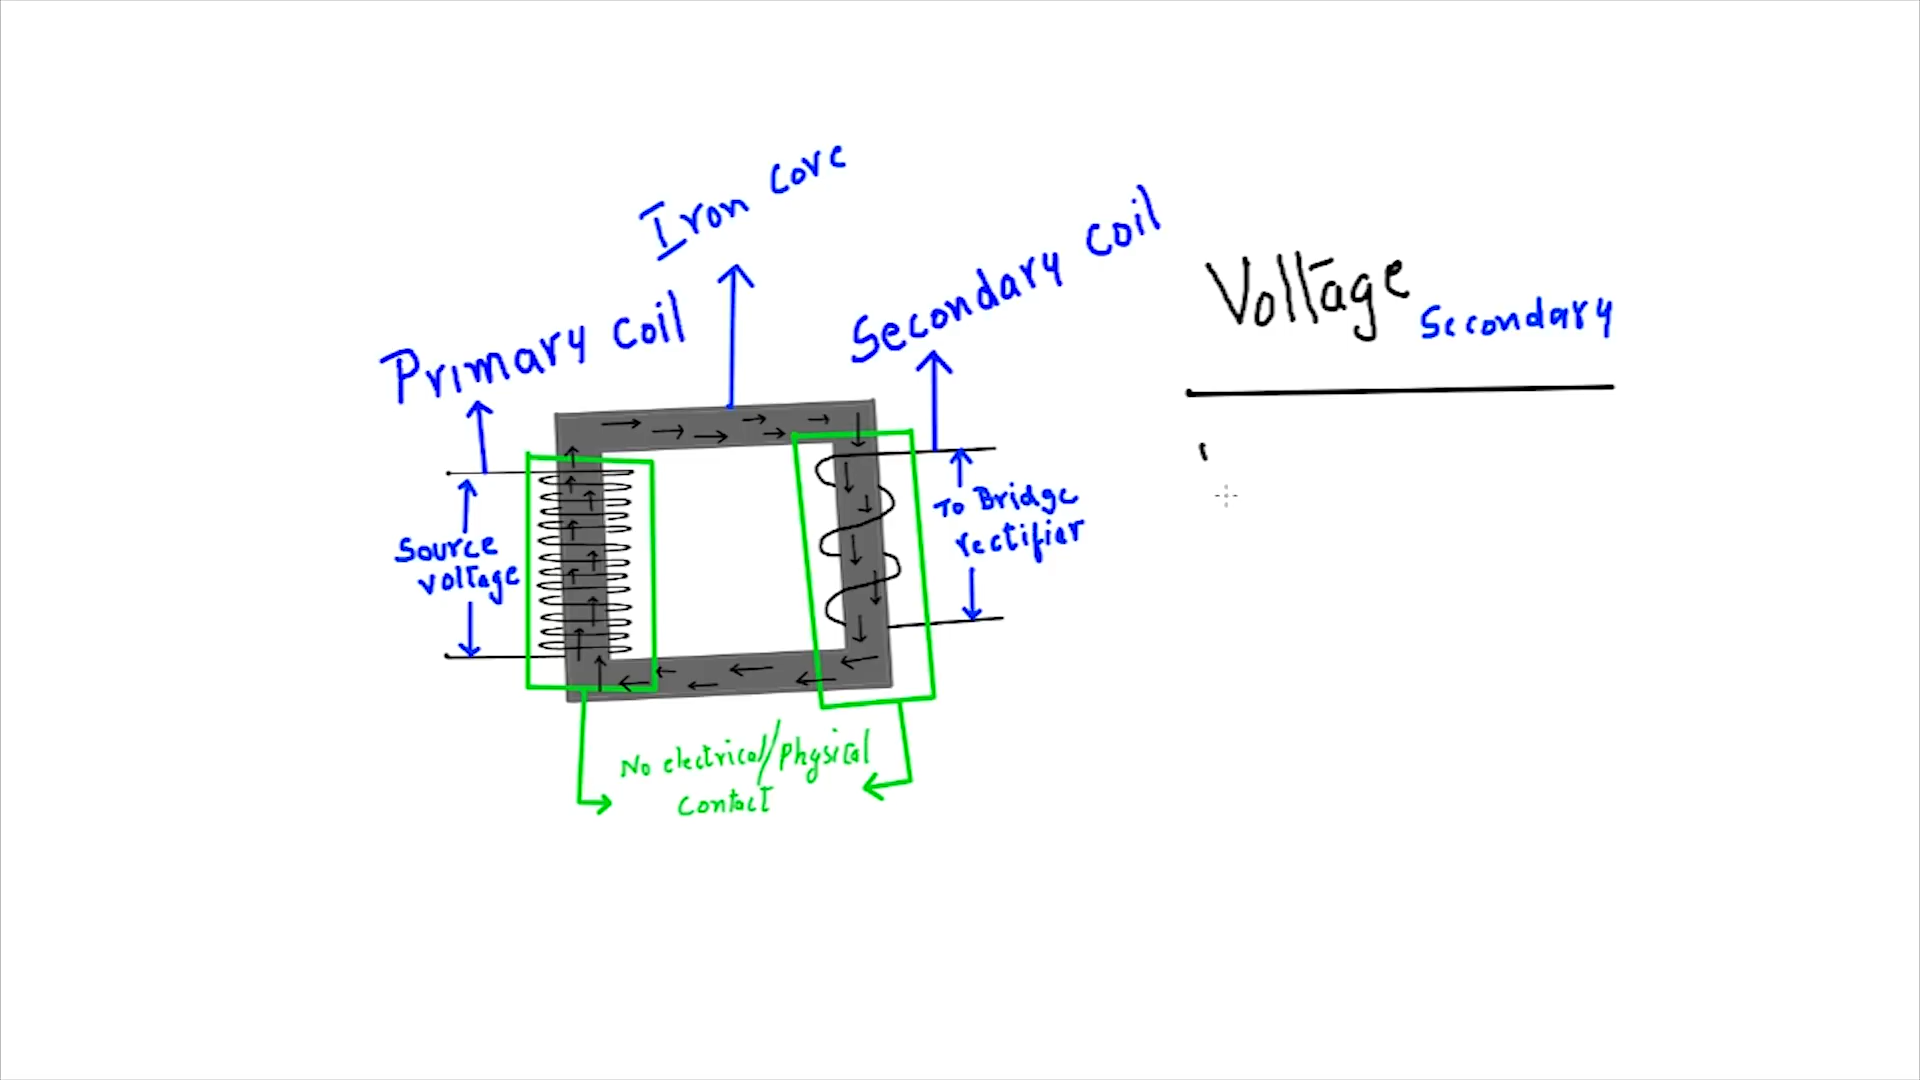 Iron core
Primary coil
Secondary coil
Source
voltage
To Bridge
rectifier
No electrical/physical
contact
Voltage Secondary